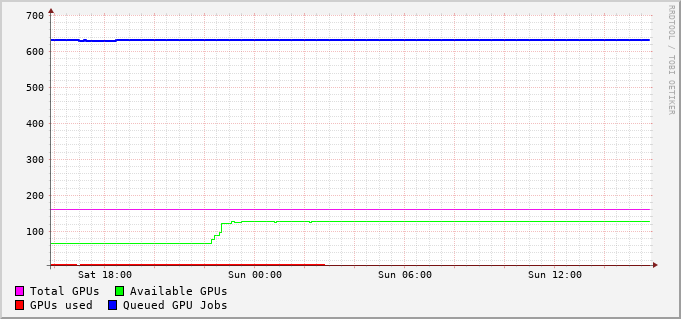 700
600
500
400
300
200
100
Sat 18:00 Sun 00:00 Sun 06:00 Sun 12:00
Total GPUs Available GPUs
GPUs used Queued GPU Jobs
RRDTOOL / TOBI OETIKER